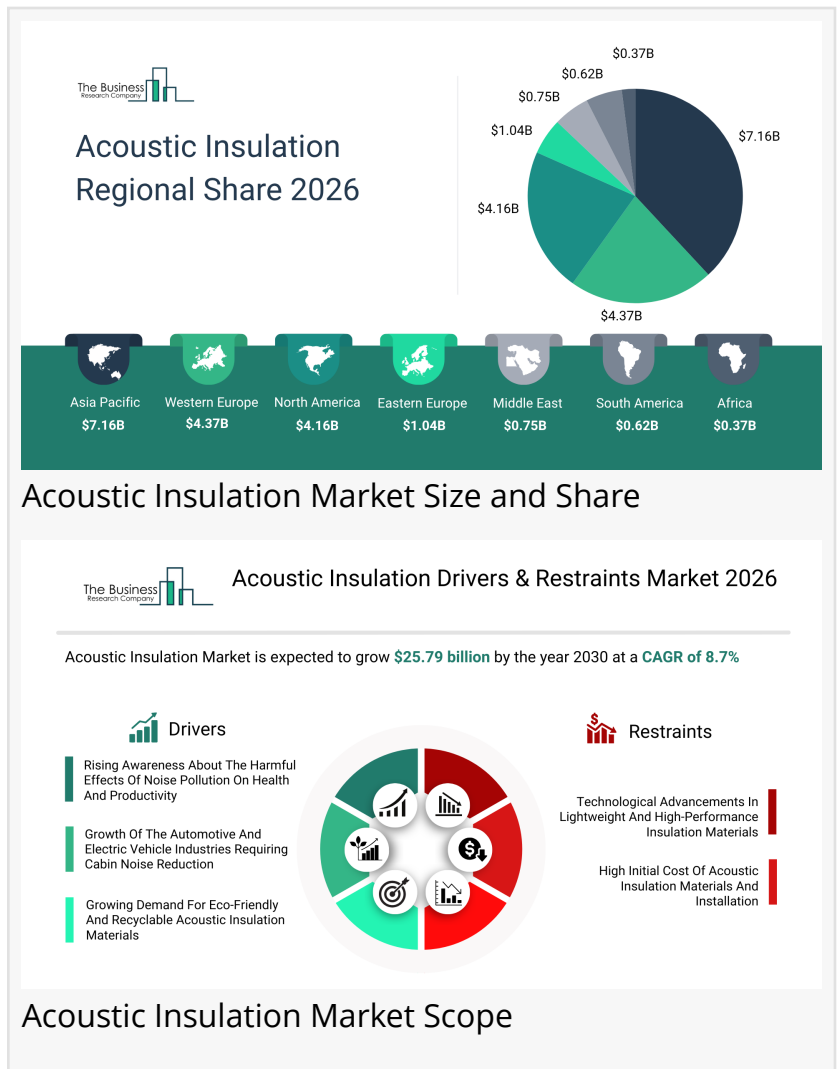 The Business
Research Company
Acoustic Insulation
Regional Share 2026
$0.37B
$0.62B
$0.75B
$1.04B
$7.16B
$4.16B
$4.37B
Asia Pacific
$7.16B
Western Europe
$4.37B
North America
$4.16B
Eastern Europe
$1.04B
Middle East
$0.75B
South America
$0.62B
Africa
$0.37B
Acoustic Insulation Market Size and Share
The Business
Research Company
Acoustic Insulation Drivers & Restraints Market 2026
Acoustic Insulation Market is expected to grow $25.79 billion by the year 2030 at a CAGR of 8.7%
Drivers
Rising Awareness About The Harmful
Effects Of Noise Pollution On Health
And Productivity
Growth Of The Automotive And
Electric Vehicle Industries Requiring
Cabin Noise Reduction
Growing Demand For Eco-Friendly
And Recyclable Acoustic Insulation
Materials
$
$
Restraints
Technological Advancements In
Lightweight And High-Performance
Insulation Materials
High Initial Cost Of Acoustic
Insulation Materials And
Installation
Acoustic Insulation Market Scope